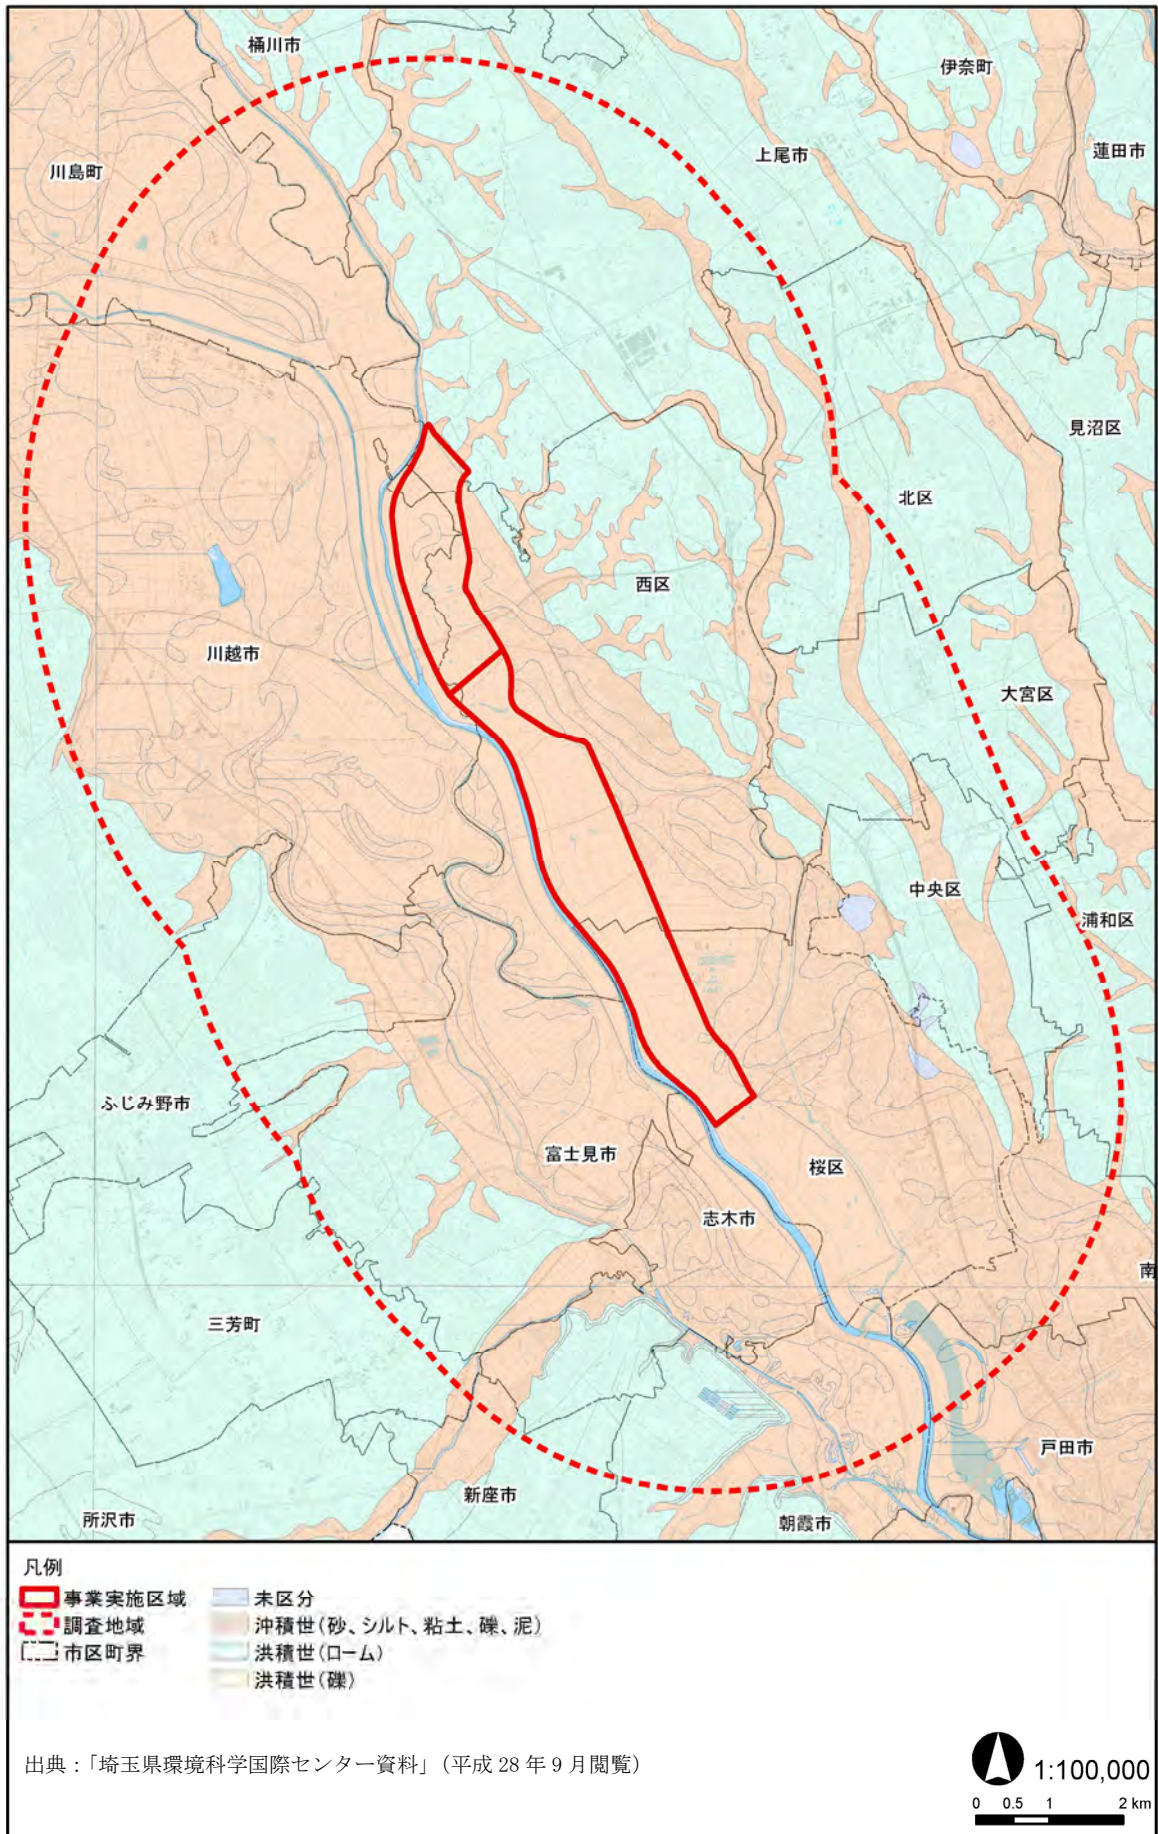 桶川市
伊奈町
上尾市
蓮田市
川島町
見沼区
北区
西区
川越市
大宮区
中央区
浦和区
ふじみ野市
富士見市
桜区
志木市
南
三芳町
戸田市
新座市
所沢市
朝霞市
凡例
事業実施区域
調査地域
市区町界
未区分
沖積世(砂、シルト、粘土、礫、泥)
洪積世(ローム)
洪積世(礫)
出典:「埼玉県環境科学国際センター資料」(平成 28 年 9 月閲覧)
1:100,000
0 0.5 1 2 km